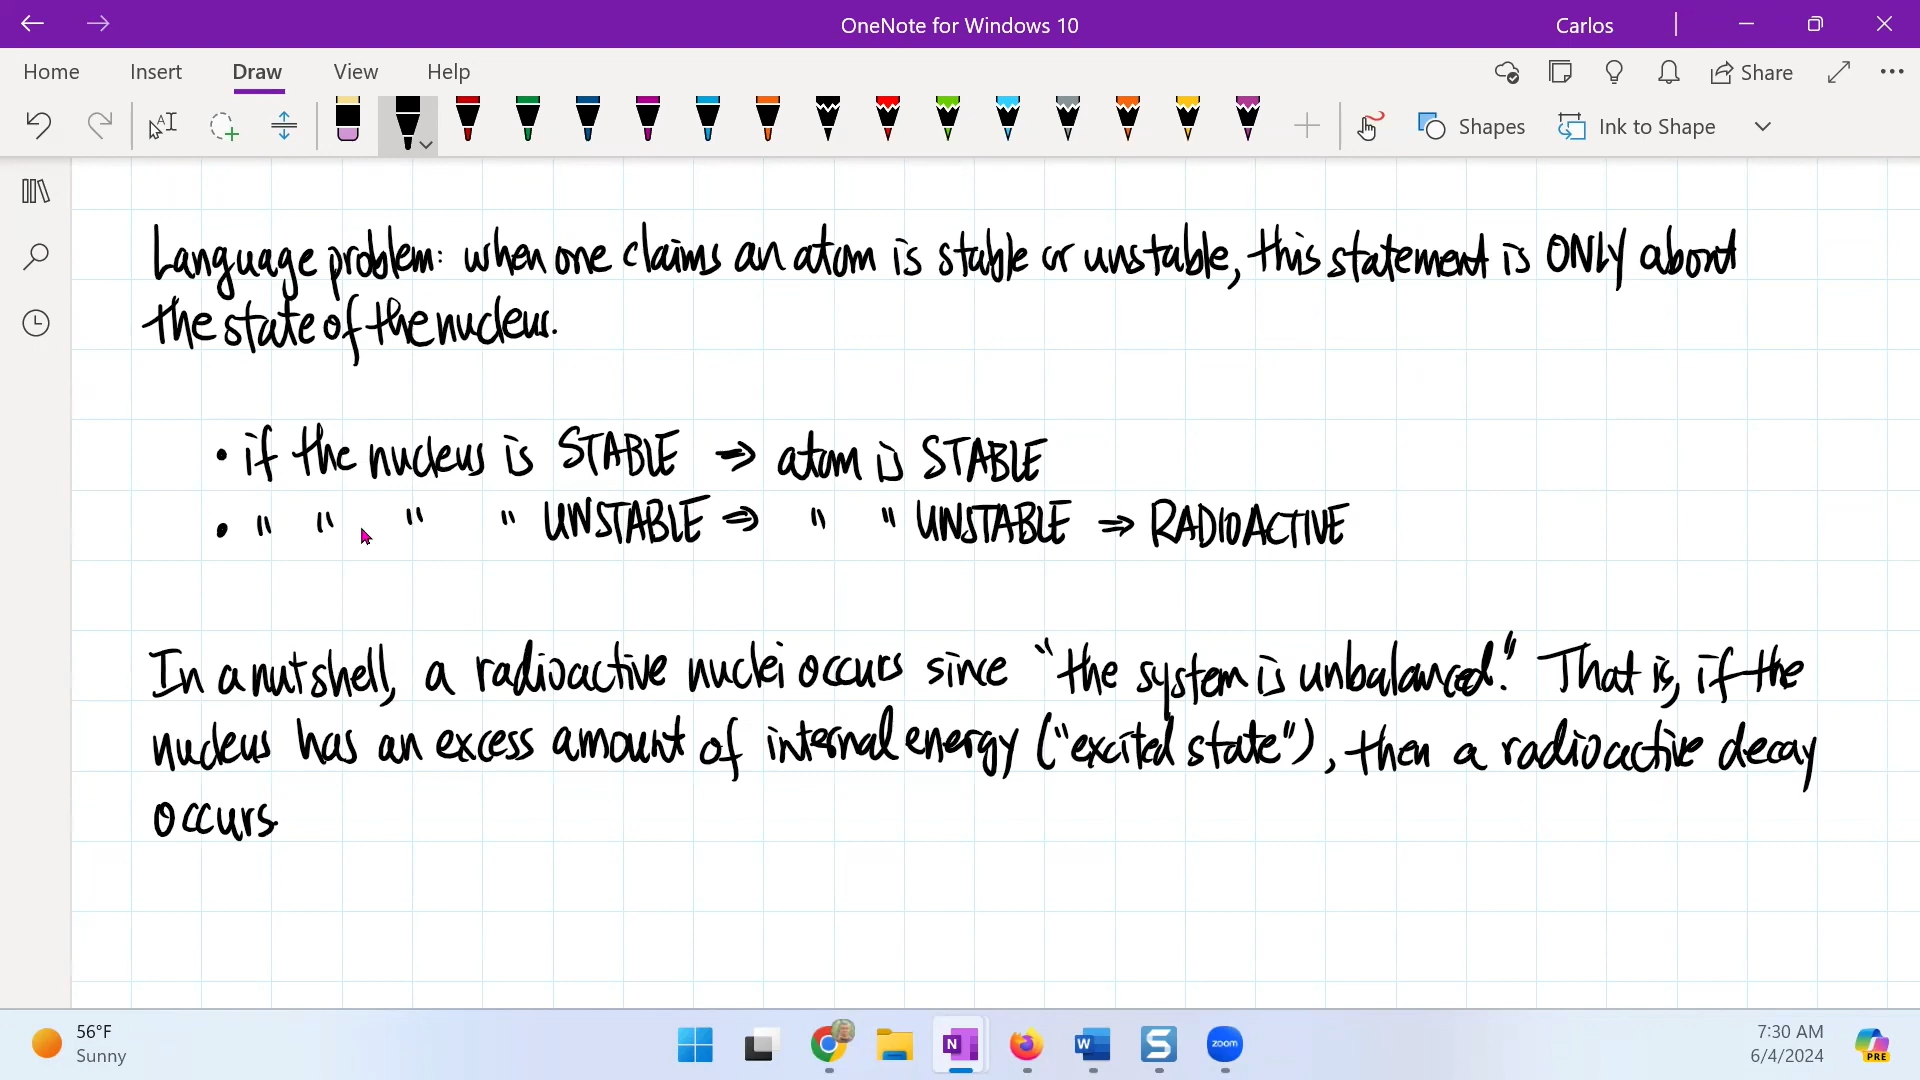 OneNote for Windows 10
Carlos
Home Insert Draw View Help
Share
Shapes
Ink to Shape
Language problem: when one claims an atom is stable or unstable, this statement is ONLY about
the state of the nucleus.
• if the nucleus is STABLE ⇒ atom is STABLE
• " " " " UNSTABLE ⇒ " " UNSTABLE ⇒ RADIOACTIVE
In a nutshell, a radioactive nuclei occurs since "the system is unbalanced." That is, if the
nucleus has an excess amount of internal energy ("excited state"), then a radioactive decay
occurs.
56°F
Sunny
N
W
S
zoom
7:30 AM
6/4/2024
PRE